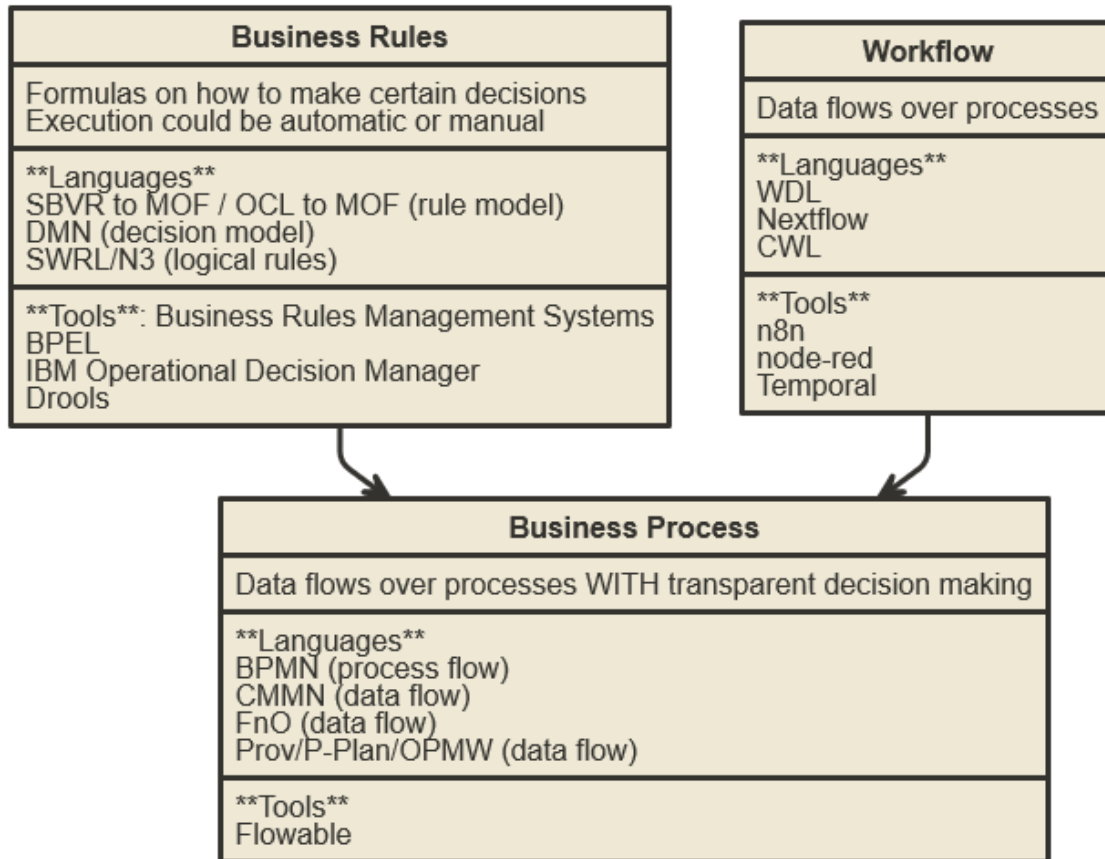 Business Rules
Formulas on how to make certain decisions
Execution could be automatic or manual
**Languages**
SBVR to MOF / OCL to MOF (rule model)
DMN (decision model)
SWRL/N3 (logical rules)
**Tools**: Business Rules Management Systems
BPEL
IBM Operational Decision Manager
Drools
Workflow
Data flows over processes
**Languages**
WDL
Nextflow
CWL
**Tools**
n8n
node-red
Temporal
Business Process
Data flows over processes WITH transparent decision making
**Languages**
BPMN (process flow)
CMMN (data flow)
FnO (data flow)
Prov/P-Plan/OPMW (data flow)
**Tools**
Flowable